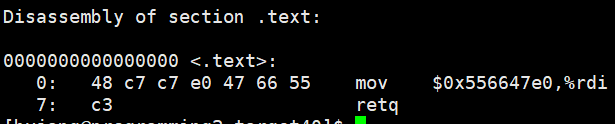 Disassembly of section .text:
0000000000000000 <.text>:
0: 48 c7 c7 e0 47 66 55 mov $0x556647e0,%rdi
7: c3 retq